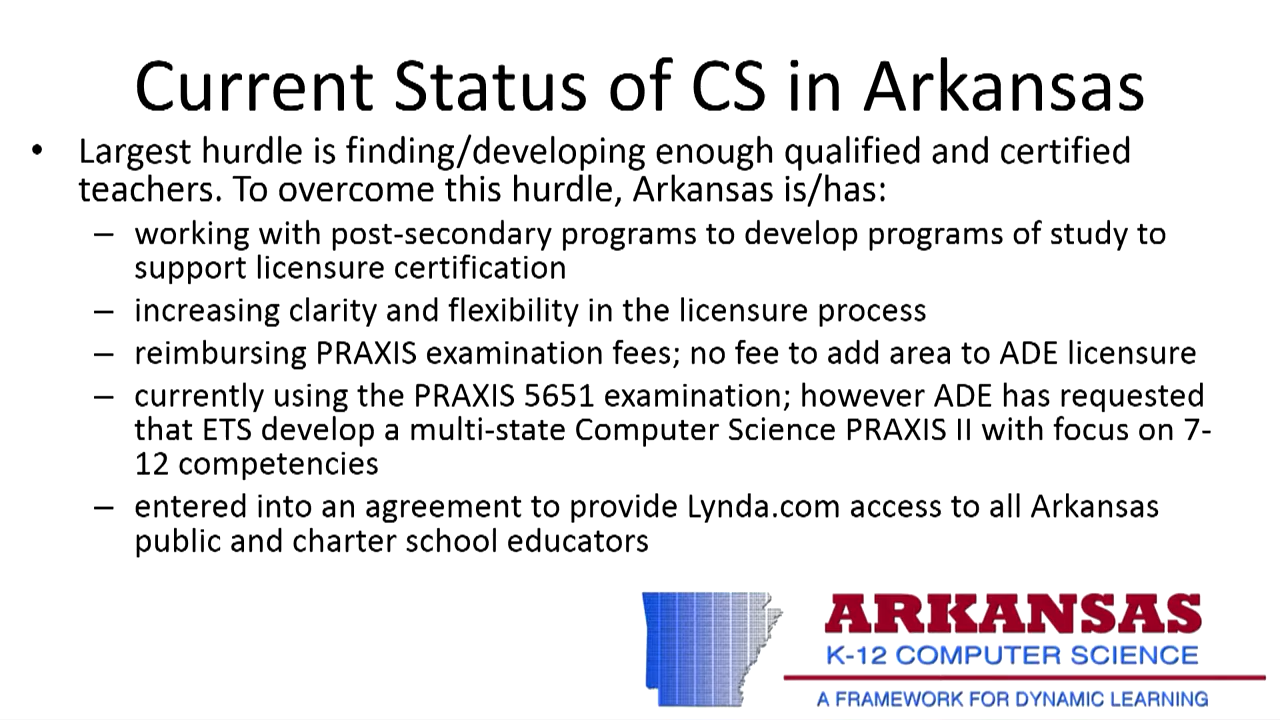 Current Status of CS in Arkansas
• Largest hurdle is finding/developing enough qualified and certified
teachers. To overcome this hurdle, Arkansas is/has:
– working with post-secondary programs to develop programs of study to
support licensure certification
– increasing clarity and flexibility in the licensure process
– reimbursing PRAXIS examination fees; no fee to add area to ADE licensure
– currently using the PRAXIS 5651 examination; however ADE has requested
that ETS develop a multi-state Computer Science PRAXIS II with focus on 7-
12 competencies
– entered into an agreement to provide Lynda.com access to all Arkansas
public and charter school educators
ARKANSAS
K-12 COMPUTER SCIENCE
A FRAMEWORK FOR DYNAMIC LEARNING